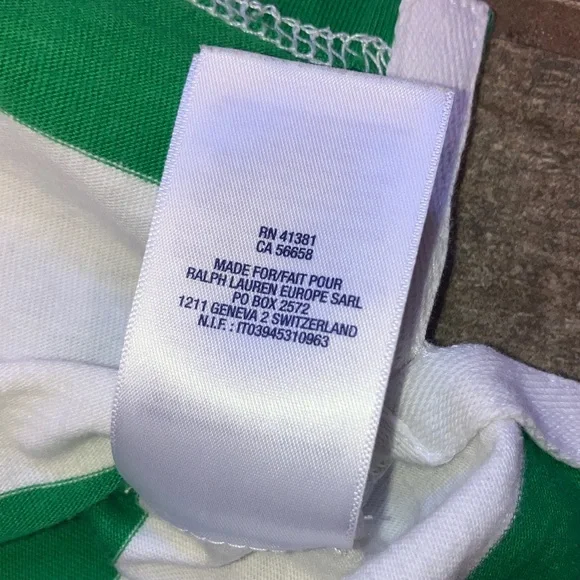 RN 41381
CA 56658
MADE FOR/FAIT POUR
RALPH LAUREN EUROPE SARL
PO BOX 2572
1211 GENEVA 2 SWITZERLAND
N.I.F. : IT03945310963